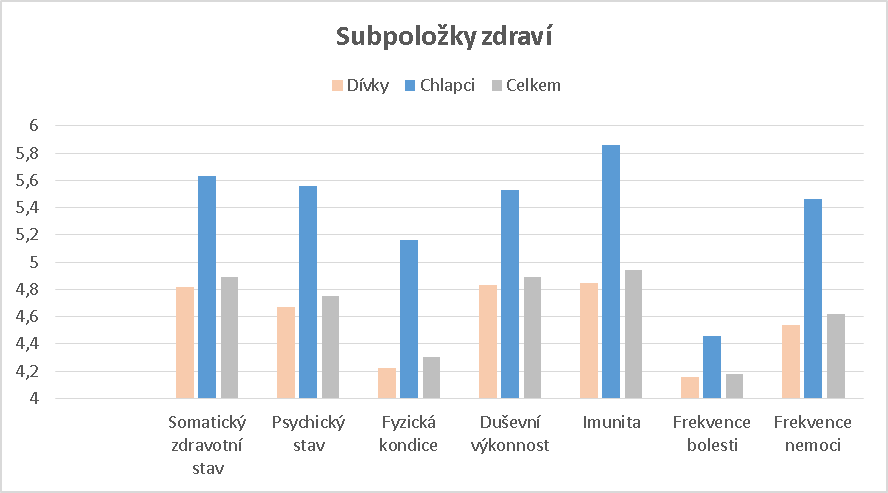 Subpoložky zdraví
Dívky Chlapci Celkem
6
5,8
5,6
5,4
5,2
5
4,8
4,6
4,4
4,2
4
Somatický zdravotní stav
Psychický stav
Fyzická kondice
Duševní výkonnost
Imunita
Frekvence bolesti
Frekvence nemoci